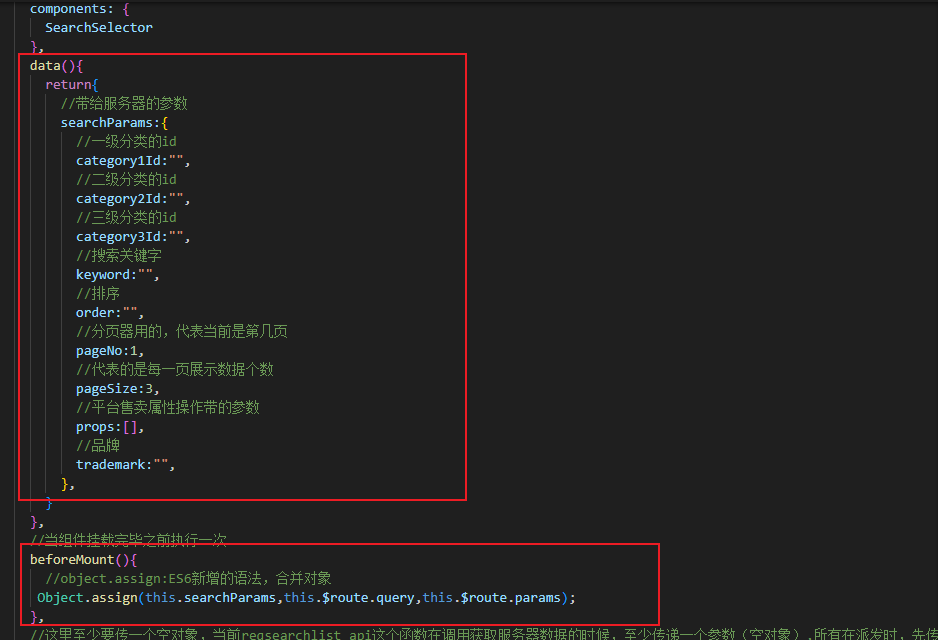 components: {
SearchSelector
},
data(){
return{
//带给服务器的参数
searchParams:{
//一级分类的id
category1Id:"",
//二级分类的id
category2Id:"",
//三级分类的id
category3Id:"",
//搜索关键字
keyword:"",
//排序
order:"",
//分页器用的，代表当前是第几页
pageNo:1,
//代表的是每一页展示数据个数
pageSize:3,
//平台售卖属性操作带的参数
props:[],
//品牌
trademark:"",
},
}
},
//当组件挂载完毕之前执行一次
beforeMount(){
//object.assign:ES6新增的语法，合并对象
Object.assign(this.searchParams,this.$route.query,this.$route.params);
},
//这里至少要传一个空对象，当前reqsearchlist api这个函数在调用获取服务器数据的时候，至少传递一个参数（空对象）,所有在派发时，先传